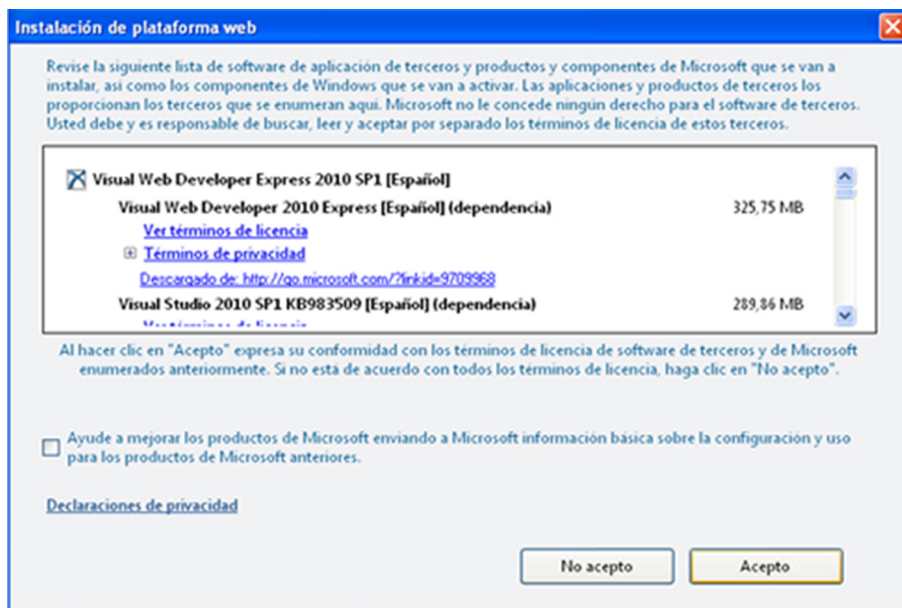 Instalación de plataforma web
Revise la siguiente lista de software de aplicación de terceros y productos y componentes de Microsoft que se van a
instalar, así como los componentes de Windows que se van a activar. Las aplicaciones y productos de terceros los
proporcionan los terceros que se enumeran aquí. Microsoft no le concede ningún derecho para el software de terceros.
Usted debe y es responsable de buscar, leer y aceptar por separado los términos de licencia de estos terceros.
Visual Web Developer Express 2010 SP1 [Español]
Visual Web Developer 2010 Express [Español] (dependencia) 325,75 MB
Ver términos de licencia
Términos de privacidad
Descargado de: http://go.microsoft.com/?linkid=9709968
Visual Studio 2010 SP1 KB983509 [Español] (dependencia) 289,86 MB
Ver términos de licencia
Al hacer clic en "Acepto" expresa su conformidad con los términos de licencia de software de terceros y de Microsoft
enumerados anteriormente. Si no está de acuerdo con todos los términos de licencia, haga clic en "No acepto".
Ayude a mejorar los productos de Microsoft enviando a Microsoft información básica sobre la configuración y uso
para los productos de Microsoft anteriores.
Declaraciones de privacidad
No acepto Acepto